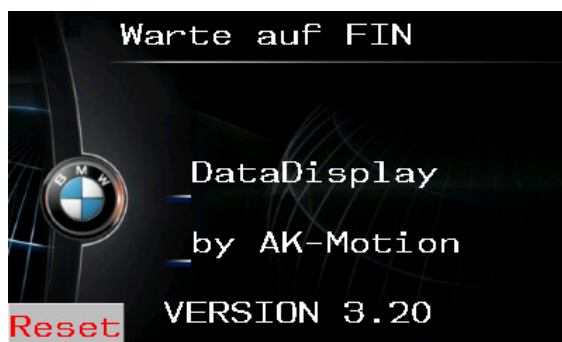 Warte auf FIN
BMW
DataDisplay
by AK-Motion
VERSION 3.20
Reset